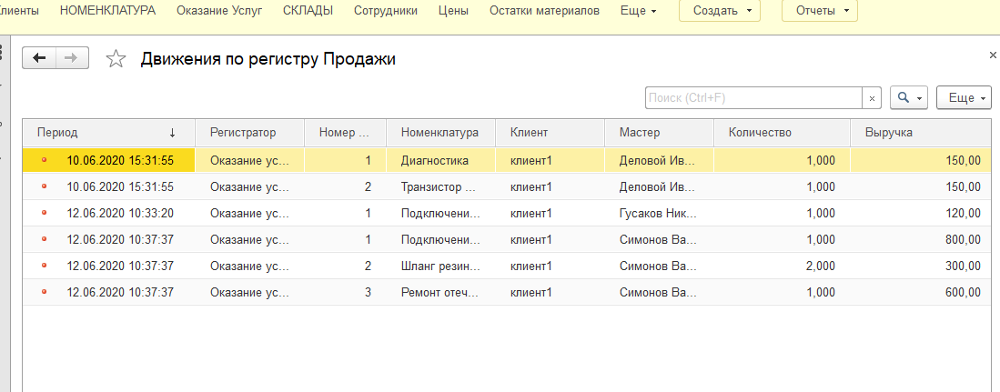 лиенты НОМЕНКЛАТУРА Оказание Услуг СКЛАДЫ Сотрудники Цены Остатки материалов Еще Создать Отчеты
Движения по регистру Продажи
Поиск (Ctrl+F) × Еще
Период ↓ Регистратор Номер ... Номенклатура Клиент Мастер Количество Выручка
10.06.2020 15:31:55 Оказание ус... 1 Диагностика клиент1 Деловой Ив... 1,000 150,00
10.06.2020 15:31:55 Оказание ус... 2 Транзистор ... клиент1 Деловой Ив... 1,000 150,00
12.06.2020 10:33:20 Оказание ус... 1 Подключени... клиент1 Гусаков Ник... 1,000 120,00
12.06.2020 10:37:37 Оказание ус... 1 Подключени... клиент1 Симонов Ва... 1,000 800,00
12.06.2020 10:37:37 Оказание ус... 2 Шланг резин... клиент1 Симонов Ва... 2,000 300,00
12.06.2020 10:37:37 Оказание ус... 3 Ремонт отеч... клиент1 Симонов Ва... 1,000 600,00